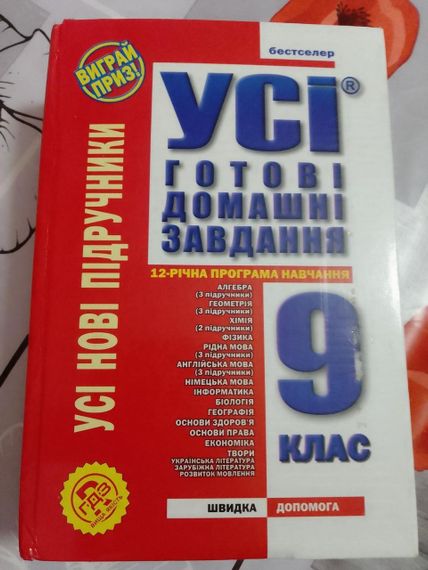 бестселер
ВИГРАЙ
ПРИЗ!
УСІ®
ГОТОВІ
ДОМАШНІ
ЗАВДАННЯ
12-РІЧНА ПРОГРАМА НАВЧАННЯ
УСІ НОВІ ПІДРУЧНИКИ
АЛГЕБРА
(3 підручники)
ГЕОМЕТРІЯ
(3 підручники)
ХІМІЯ
(2 підручники)
ФІЗИКА
РІДНА МОВА
(3 підручники)
АНГЛІЙСЬКА МОВА
(3 підручники)
НІМЕЦЬКА МОВА
ІНФОРМАТИКА
БІОЛОГІЯ
ГЕОГРАФІЯ
ОСНОВИ ЗДОРОВ'Я
ОСНОВИ ПРАВА
ЕКОНОМІКА
ТВОРИ
УКРАЇНСЬКА ЛІТЕРАТУРА
ЗАРУБІЖНА ЛІТЕРАТУРА
РОЗВИТОК МОВЛЕННЯ
9
КЛАС
ГДЗ
ВИЩА ЯКІСТЬ
ШВИДКА ДОПОМОГА